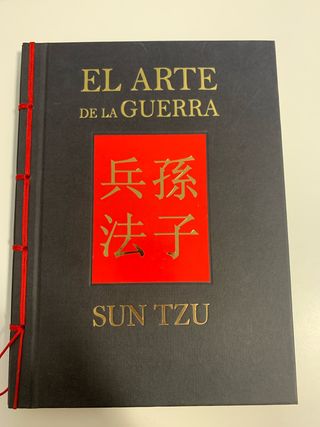 EL ARTE
DE LA GUERRA
兵孫
法子
SUN TZU